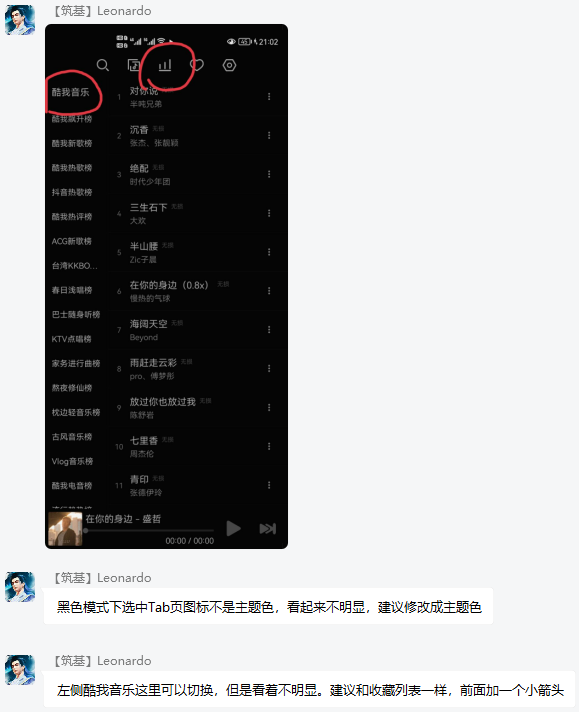 【筑基】Leonardo
45 21:02
酷我音乐
酷我飙升榜
酷我新歌榜
酷我热歌榜
抖音热歌榜
酷我热评榜
ACG新歌榜
台湾KKBO...
春日浅唱榜
巴士随身听榜
KTV点唱榜
家务进行曲榜
熬夜修仙榜
枕边轻音乐榜
古风音乐榜
Vlog音乐榜
酷我电音榜
1 对你说
半吨兄弟
2 沉香 无损
张杰、张靓颖
3 绝配 无损
时代少年团
4 三生石下 无损
大欢
5 半山腰 无损
Zic子晨
6 在你的身边（0.8x） 无损
慢热的气球
7 海阔天空 无损
Beyond
8 雨赶走云彩 无损
pro、傅梦彤
9 放过你也放过我 无损
陈舒岩
10 七里香 无损
周杰伦
11 青印 无损
张德伊玲
在你的身边 - 盛哲
00:00 / 00:00
【筑基】Leonardo
黑色模式下选中Tab页图标不是主题色，看起来不明显，建议修改成主题色
【筑基】Leonardo
左侧酷我音乐这里可以切换，但是看着不明显。建议和收藏列表一样，前面加一个小箭头